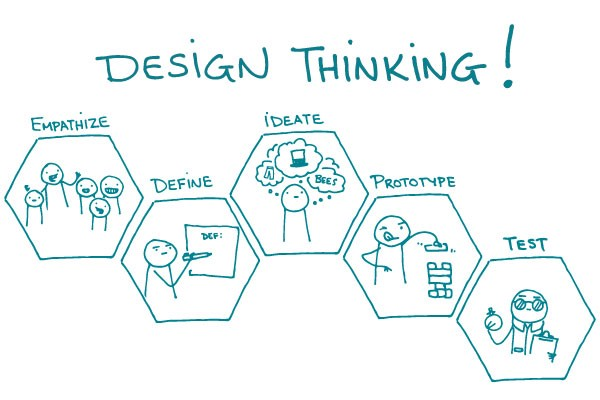 DESIGN THINKING!
EMPATHIZE
DEFINE
DEF:
IDEATE
BEES
PROTOTYPE
TEST